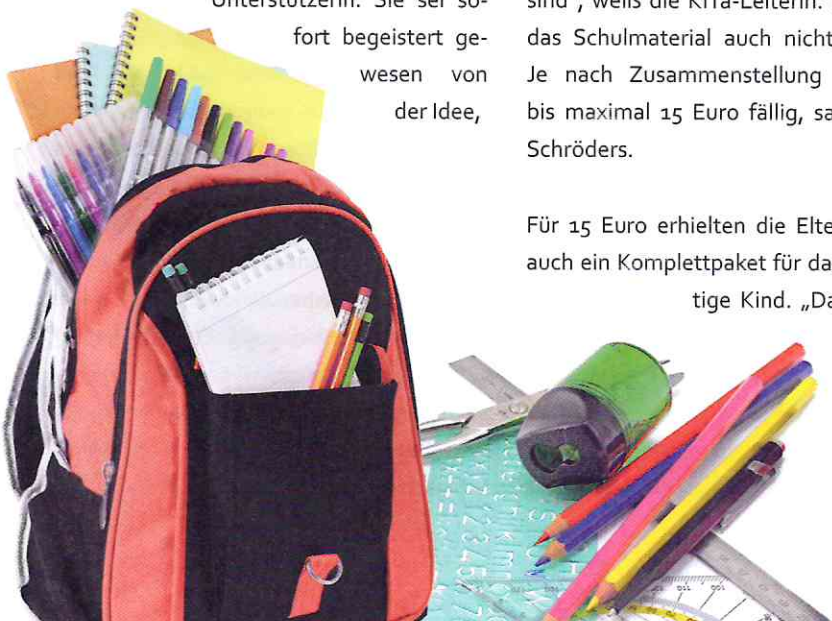 Unterstützerin. Sie sei so-
fort begeistert ge-
wesen von
der Idee,
sind“, weiß die KiTa-Leiterin.
das Schulmaterial auch nicht
Je nach Zusammenstellung
bis maximal 15 Euro fällig, sa
Schröders.
Für 15 Euro erhielten die Elte
auch ein Komplettpaket für da
tige Kind. „Da